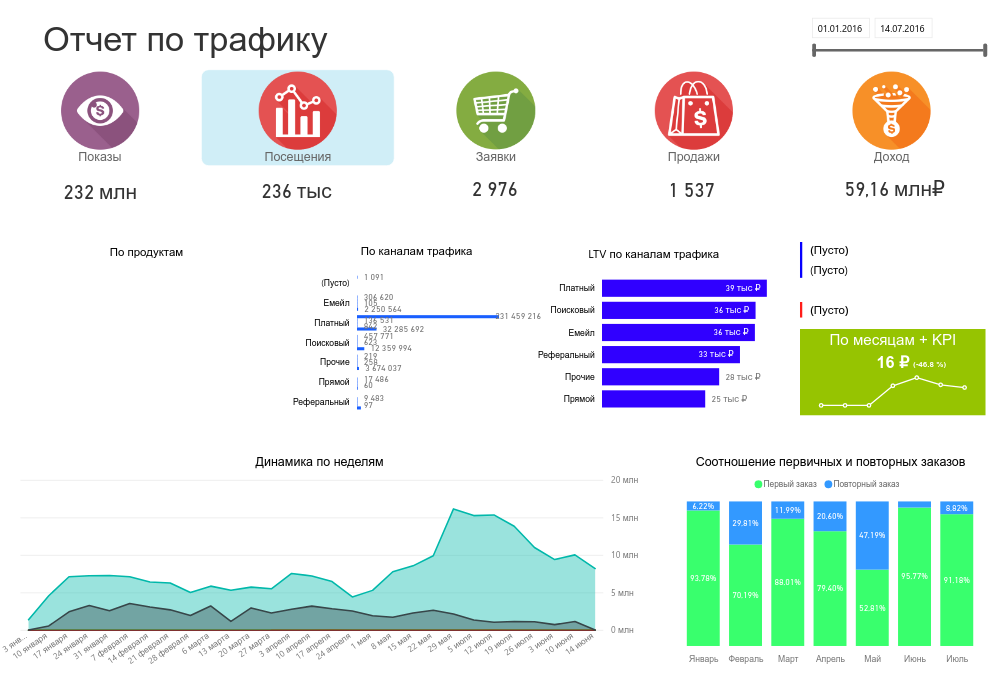 Отчет по трафику
01.01.2016
14.07.2016
Показы
Посещения
Заявки
Продажи
Доход
232 млн
236 тыс
2 976
1 537
59,16 млн₽
По продуктам
По каналам трафика
(Пусто)
1 091
Емейл
306 620
105
2 250 564
Платный
231 459 216
136 531
32 285 692
Поисковый
457 771
623
12 359 994
Прочие
219
258
3 674 037
Прямой
17 486
60
Реферальный
9 483
97
LTV по каналам трафика
Платный
39 тыс ₽
Поисковый
36 тыс ₽
Емейл
36 тыс ₽
Реферальный
33 тыс ₽
Прочие
28 тыс ₽
Прямой
25 тыс ₽
(Пусто)
(Пусто)
(Пусто)
По месяцам + KPI
16 ₽ (-46.8 %)
Динамика по неделям
20 млн
15 млн
10 млн
5 млн
0 млн
3 янв...
10 января
17 января
24 января
31 января
7 февраля
14 февраля
21 февраля
28 февраля
6 марта
13 марта
20 марта
27 марта
3 апреля
10 апреля
17 апреля
24 апреля
1 мая
8 мая
15 мая
22 мая
29 мая
5 июня
12 июня
19 июня
26 июня
3 июня
10 июня
14 июня
Соотношение первичных и повторных заказов
Первый заказ
Повторный заказ
6,22%
29.81%
11.99%
20.60%
47.19%
8,82%
93.78%
70.19%
88.01%
79.40%
52.81%
95.77%
91.18%
Январь
Февраль
Март
Апрель
Май
Июнь
Июль